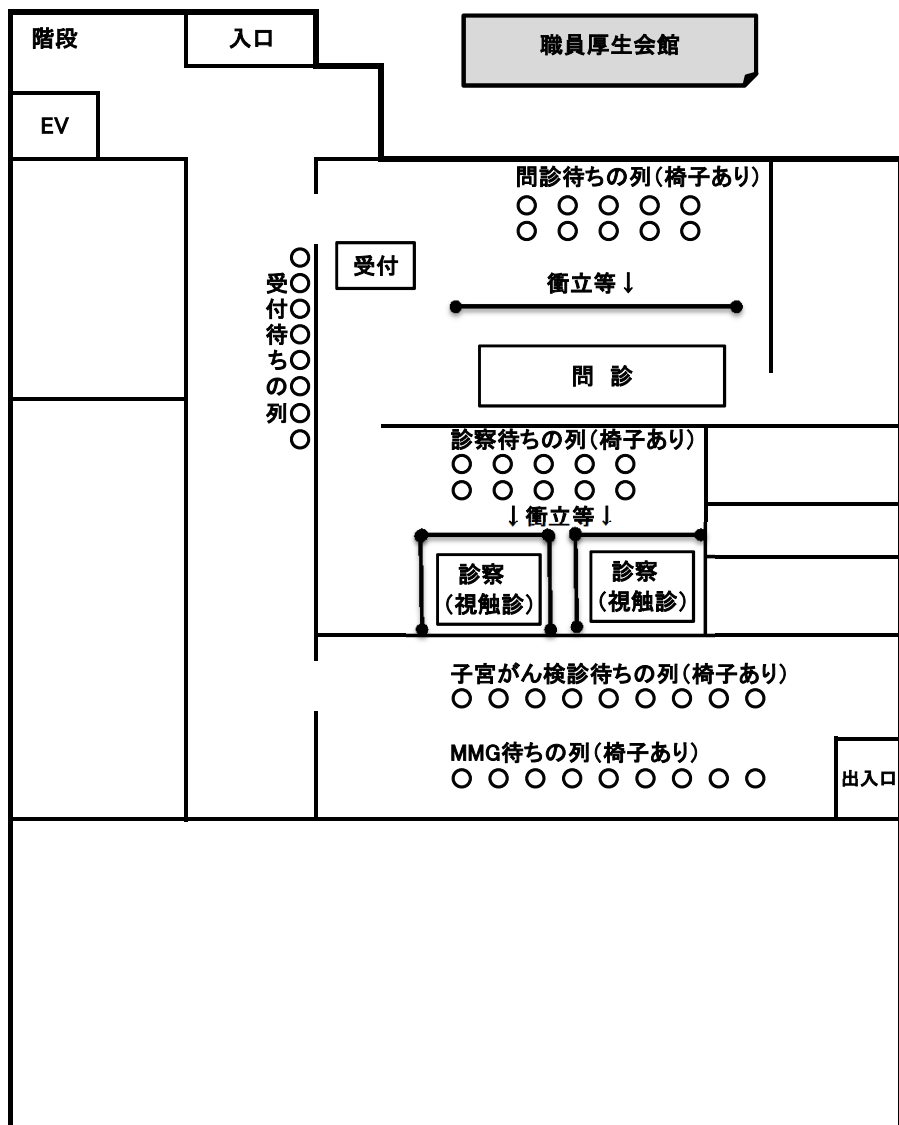 階段
入口
職員厚生会館
EV
問診待ちの列（椅子あり）
受付
衝立等↓
受付待ちの列
問 診
診察待ちの列（椅子あり）
↓衝立等↓
診察
（視触診）
診察
（視触診）
子宮がん検診待ちの列（椅子あり）
MMG待ちの列（椅子あり）
出入口